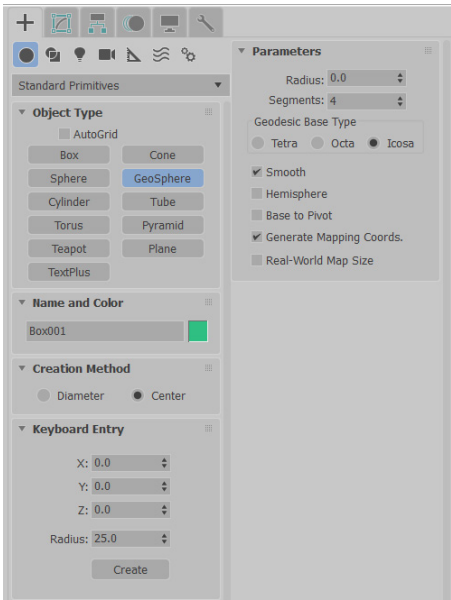 Standard Primitives
Object Type
AutoGrid
Box Cone
Sphere GeoSphere
Cylinder Tube
Torus Pyramid
Teapot Plane
TextPlus
Name and Color
Box001
Creation Method
Diameter Center
Keyboard Entry
X: 0.0
Y: 0.0
Z: 0.0
Radius: 25.0
Create
Parameters
Radius: 0.0
Segments: 4
Geodesic Base Type
Tetra Octa Icosa
Smooth
Hemisphere
Base to Pivot
Generate Mapping Coords.
Real-World Map Size